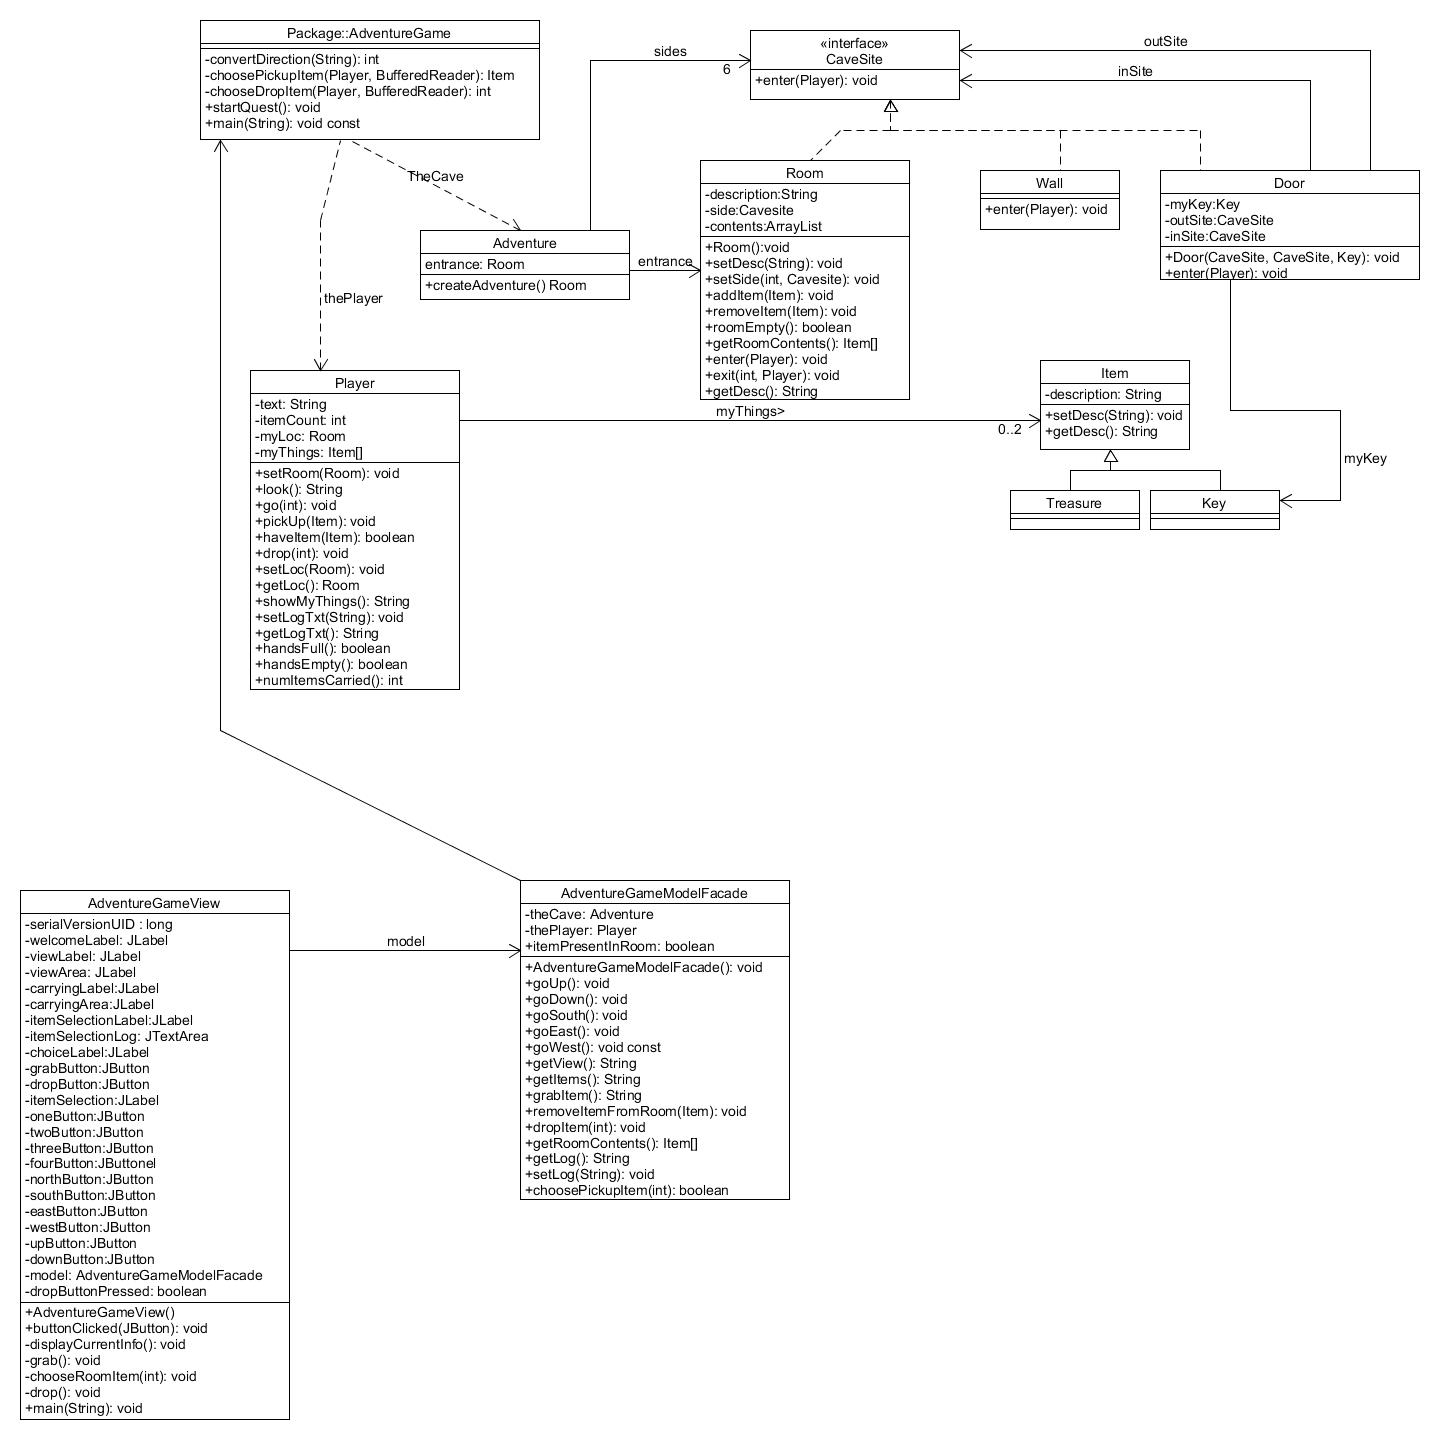 Package::AdventureGame
-convertDirection(String): int
-choosePickupItem(Player, BufferedReader): Item
-chooseDropItem(Player, BufferedReader): int
+startQuest(): void
+main(String): void const
sides
6
«interface»
CaveSite
+enter(Player): void
outSite
inSite
TheCave
thePlayer
Adventure
entrance: Room
+createAdventure() Room
entrance
Room
-description:String
-side:Cavesite
-contents:ArrayList
+Room():void
+setDesc(String): void
+setSide(int, Cavesite): void
+addItem(Item): void
+removeItem(Item): void
+roomEmpty(): boolean
+getRoomContents(): Item[]
+enter(Player): void
+exit(int, Player): void
+getDesc(): String
Wall
+enter(Player): void
Door
-myKey:Key
-outSite:CaveSite
-inSite:CaveSite
+Door(CaveSite, CaveSite, Key): void
+enter(Player): void
Player
-text: String
-itemCount: int
-myLoc: Room
-myThings: Item[]
+setRoom(Room): void
+look(): String
+go(int): void
+pickUp(Item): void
+haveItem(Item): boolean
+drop(int): void
+setLoc(Room): void
+getLoc(): Room
+showMyThings(): String
+setLogTxt(String): void
+getLogTxt(): String
+handsFull(): boolean
+handsEmpty(): boolean
+numItemsCarried(): int
myThings>
0..2
Item
-description: String
+setDesc(String): void
+getDesc(): String
Treasure
Key
myKey
AdventureGameView
-serialVersionUID : long
-welcomeLabel: JLabel
-viewLabel: JLabel
-viewArea: JLabel
-carryingLabel:JLabel
-carryingArea:JLabel
-itemSelectionLabel:JLabel
-itemSelectionLog: JTextArea
-choiceLabel:JLabel
-grabButton:JButton
-dropButton:JButton
-itemSelection:JLabel
-oneButton:JButton
-twoButton:JButton
-threeButton:JButton
-fourButton:JButtonel
-northButton:JButton
-southButton:JButton
-eastButton:JButton
-westButton:JButton
-upButton:JButton
-downButton:JButton
-model: AdventureGameModelFacade
-dropButtonPressed: boolean
+AdventureGameView()
+buttonClicked(JButton): void
-displayCurrentInfo(): void
-grab(): void
-chooseRoomItem(int): void
-drop(): void
+main(String): void
model
AdventureGameModelFacade
-theCave: Adventure
-thePlayer: Player
+itemPresentInRoom: boolean
+AdventureGameModelFacade(): void
+goUp(): void
+goDown(): void
+goSouth(): void
+goEast(): void
+goWest(): void const
+getView(): String
+getItems(): String
+grabItem(): String
+removeItemFromRoom(Item): void
+dropItem(int): void
+getRoomContents(): Item[]
+getLog(): String
+setLog(String): void
+choosePickupItem(int): boolean